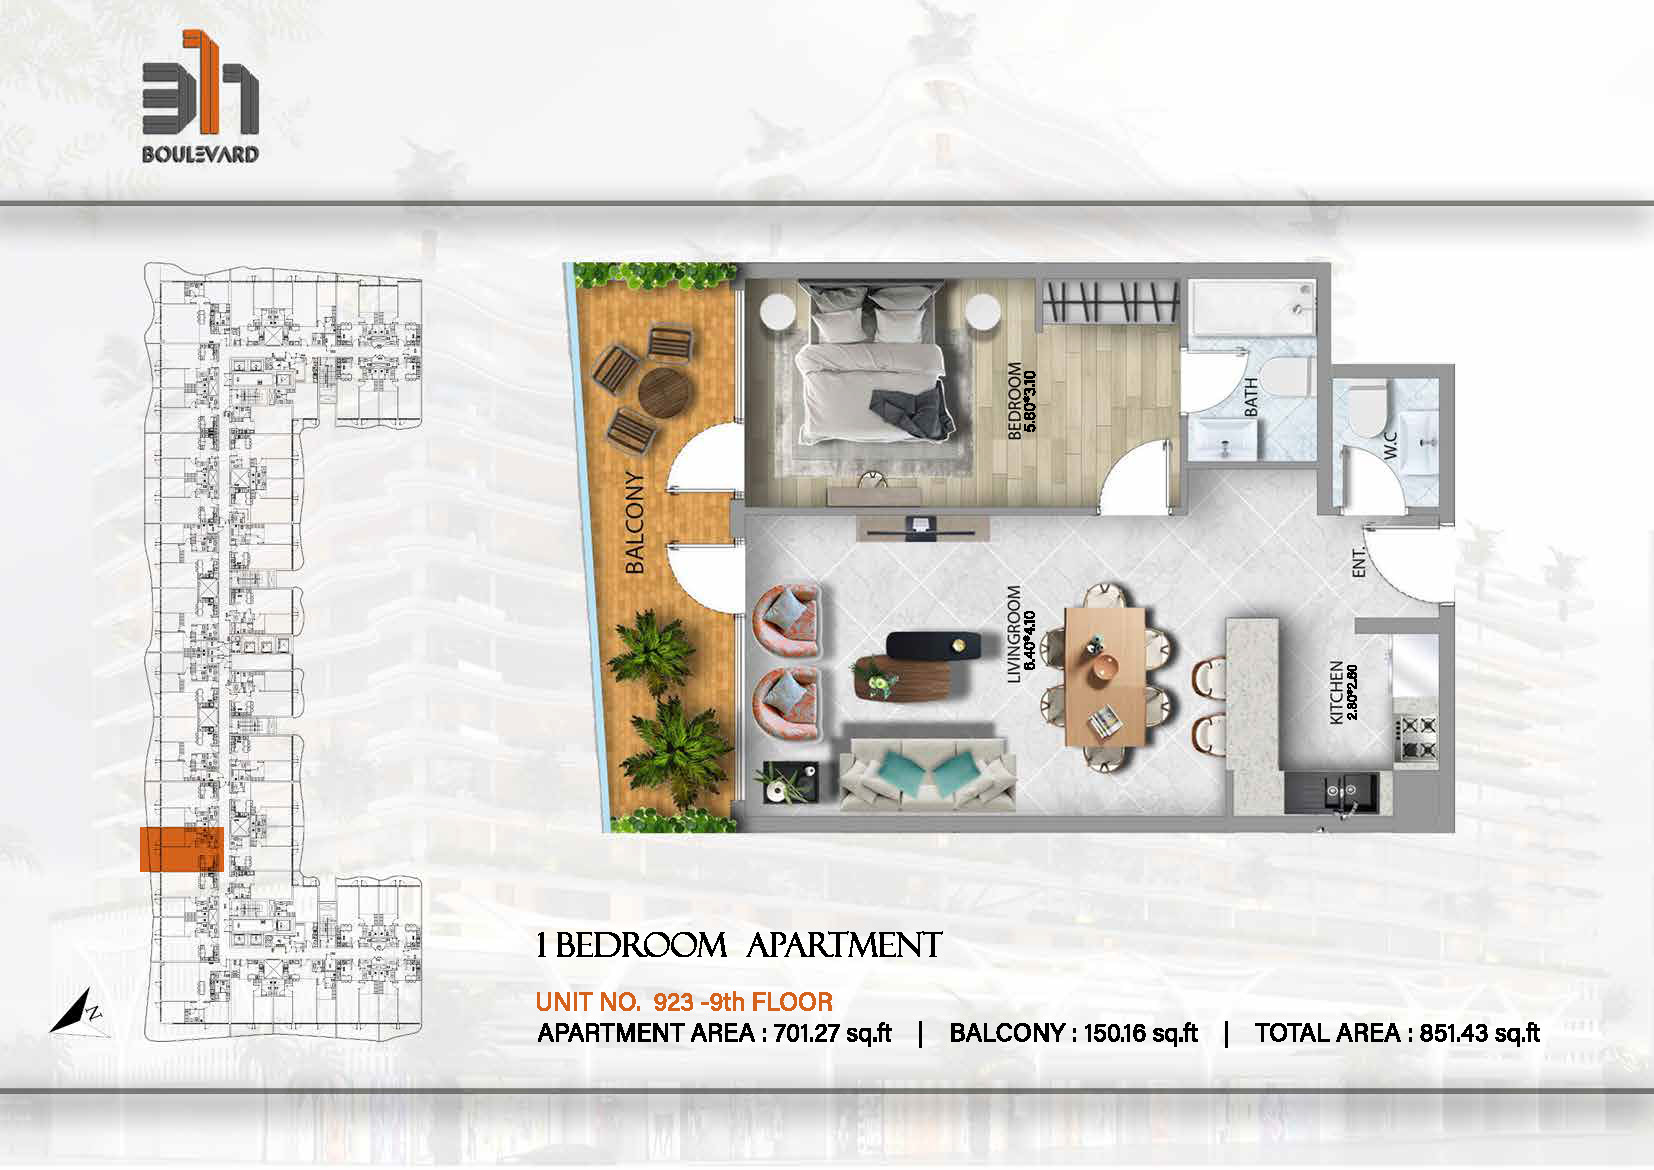 311
BOULEVARD
BALCONY
BEDROOM
5.80*3.10
BATH
W.C
ENT.
LIVINGROOM
6.40*4.10
KITCHEN
2.80*2.60
N
1 BEDROOM APARTMENT
UNIT NO. 923 -9th FLOOR
APARTMENT AREA : 701.27 sq.ft | BALCONY : 150.16 sq.ft | TOTAL AREA : 851.43 sq.ft